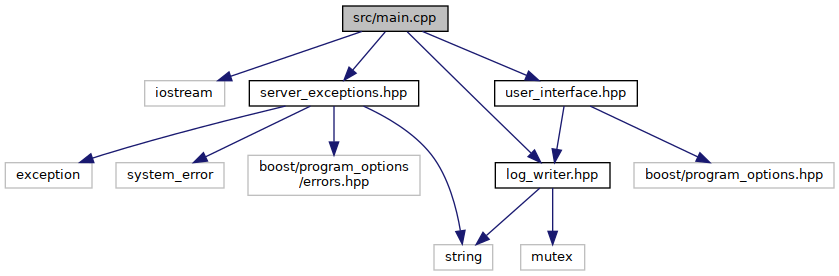 src/main.cpp
iostream
server_exceptions.hpp
user_interface.hpp
exception
system_error
boost/program_options
/errors.hpp
log_writer.hpp
boost/program_options.hpp
string
mutex